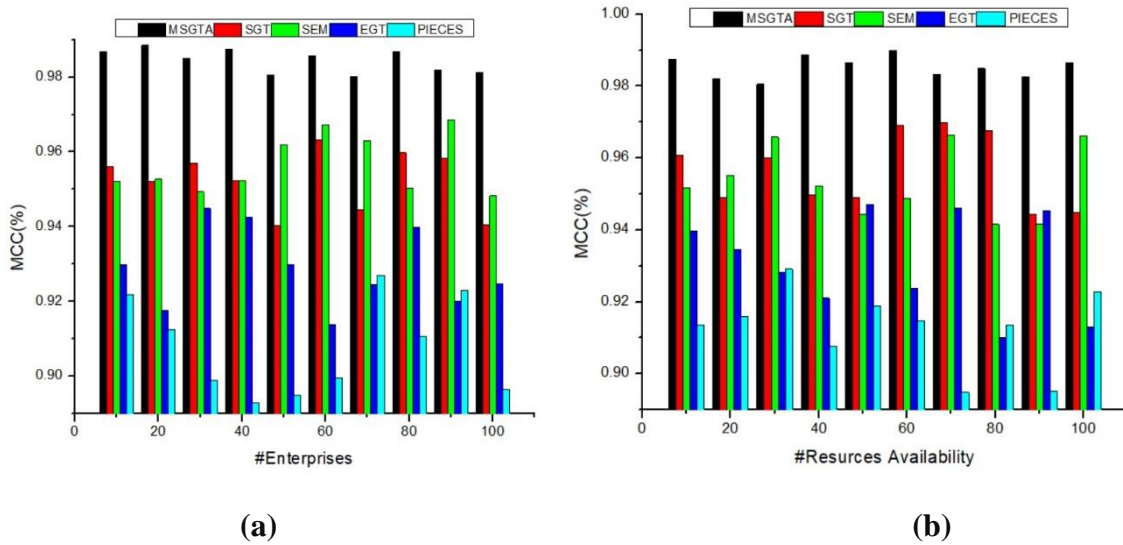 MSGTA SGT SEM EGT PIECES
0.98
0.96
0.94
0.92
0.90
MCC(%)
0 20 40 60 80 100
#Enterprises
(a)
1.00
MSGTA SGT SEM EGT PIECES
0.98
0.96
0.94
0.92
0.90
MCC(%)
0 20 40 60 80 100
#Resurces Availability
(b)